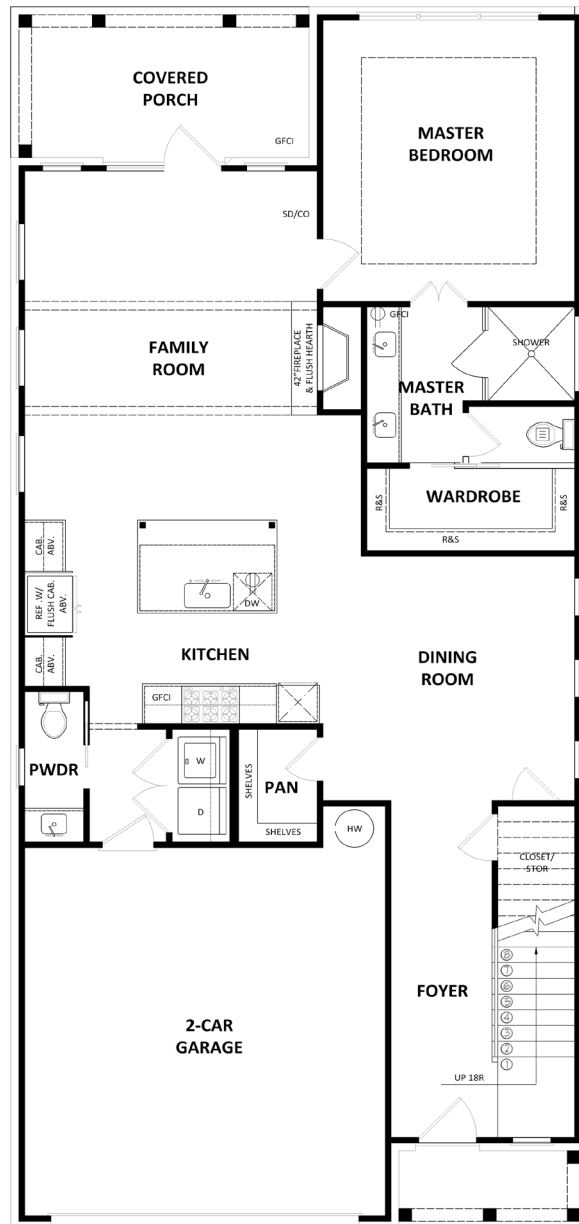 COVERED
PORCH
GFCI
MASTER
BEDROOM
SD/CO
FAMILY
ROOM
42"FIREPLACE
& FLUSH HEARTH
GFCI
SHOWER
MASTER
BATH
R&S
WARDROBE
R&S
R&S
CAB.
ABV.
REF .W/
FLUSH CAB.
ABV.
CAB.
ABV.
DW
KITCHEN
DINING
ROOM
GFCI
PWDR
W
D
SHELVES
PAN
SHELVES
HW
CLOSET/
STOR
FOYER
8
7
6
5
4
3
2
1
UP 18R
2-CAR
GARAGE